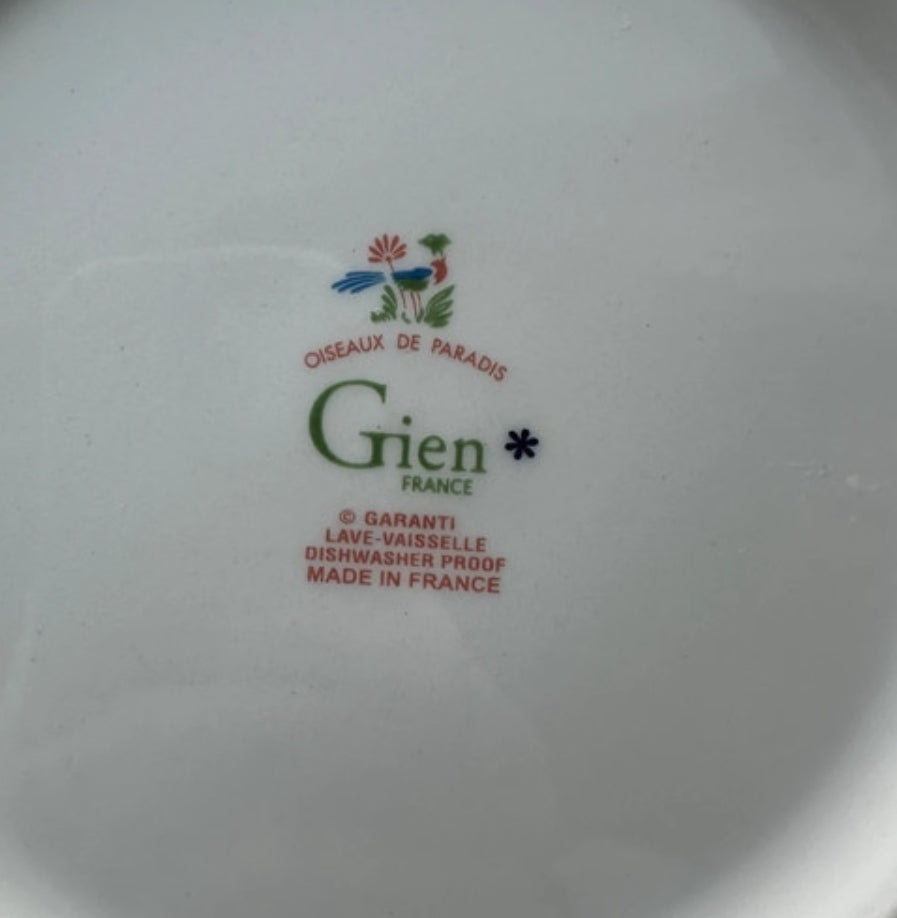 OISEAUX DE PARADIS
Gien *
FRANCE
© GARANTI
LAVE-VAISSELLE
DISHWASHER PROOF
MADE IN FRANCE